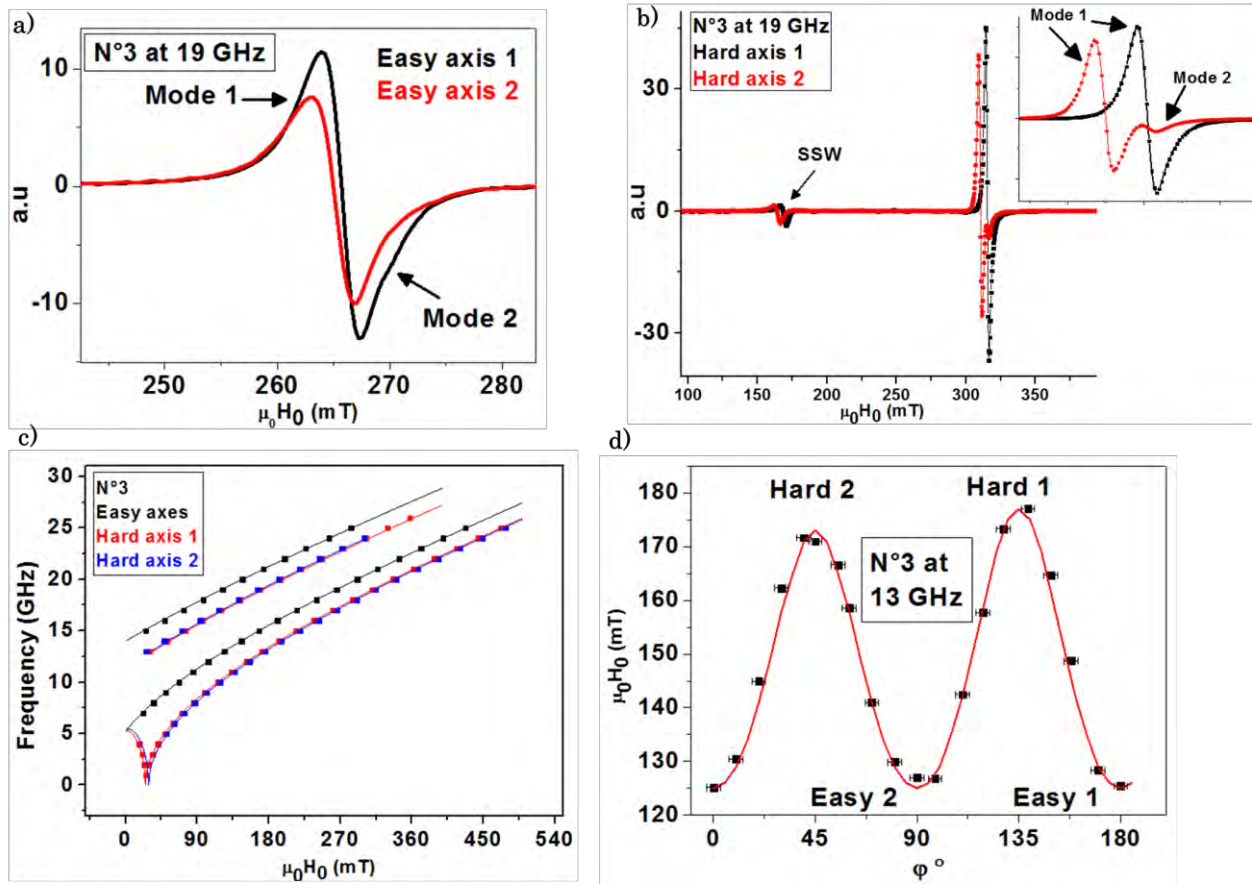 a)
N°3 at 19 GHz
Easy axis 1
Easy axis 2
Mode 1
Mode 2
a.u
10
0
-10
250
260
270
280
μ₀H₀ (mT)
b)
N°3 at 19 GHz
Hard axis 1
Hard axis 2
Mode 1
Mode 2
SSW
a.u
30
0
-30
100
150
200
250
300
350
μ₀H₀ (mT)
c)
N°3
Easy axes
Hard axis 1
Hard axis 2
Frequency (GHz)
30
25
20
15
10
5
0
0
90
180
270
360
450
540
μ₀H₀ (mT)
d)
Hard 2
Hard 1
N°3 at
13 GHz
Easy 2
Easy 1
μ₀H₀ (mT)
180
170
160
150
140
130
120
0
45
90
135
180
φ °